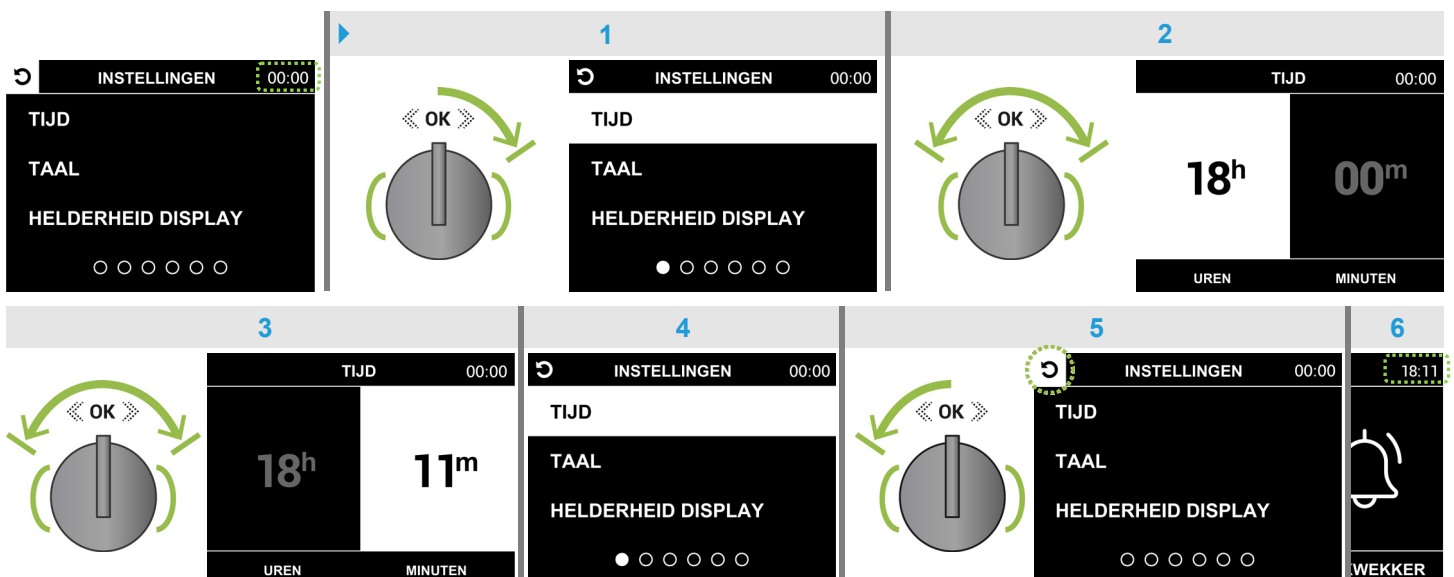 INSTELLINGEN 00:00
TIJD
TAAL
HELDERHEID DISPLAY
1
OK
INSTELLINGEN 00:00
TIJD
TAAL
HELDERHEID DISPLAY
2
OK
TIJD 00:00
18h 00m
UREN MINUTEN
3
OK
TIJD 00:00
18h 11m
UREN MINUTEN
4
INSTELLINGEN 00:00
TIJD
TAAL
HELDERHEID DISPLAY
5
OK
INSTELLINGEN 00:00
TIJD
TAAL
HELDERHEID DISPLAY
6
18:11
WEKKER